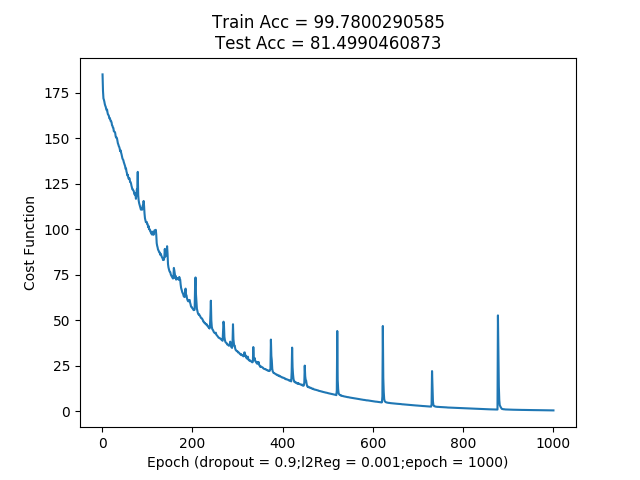 Train Acc = 99.7800290585
Test Acc = 81.4990460873
175
150
125
100
75
50
25
0
Cost Function
0 200 400 600 800 1000
Epoch (dropout = 0.9;l2Reg = 0.001;epoch = 1000)